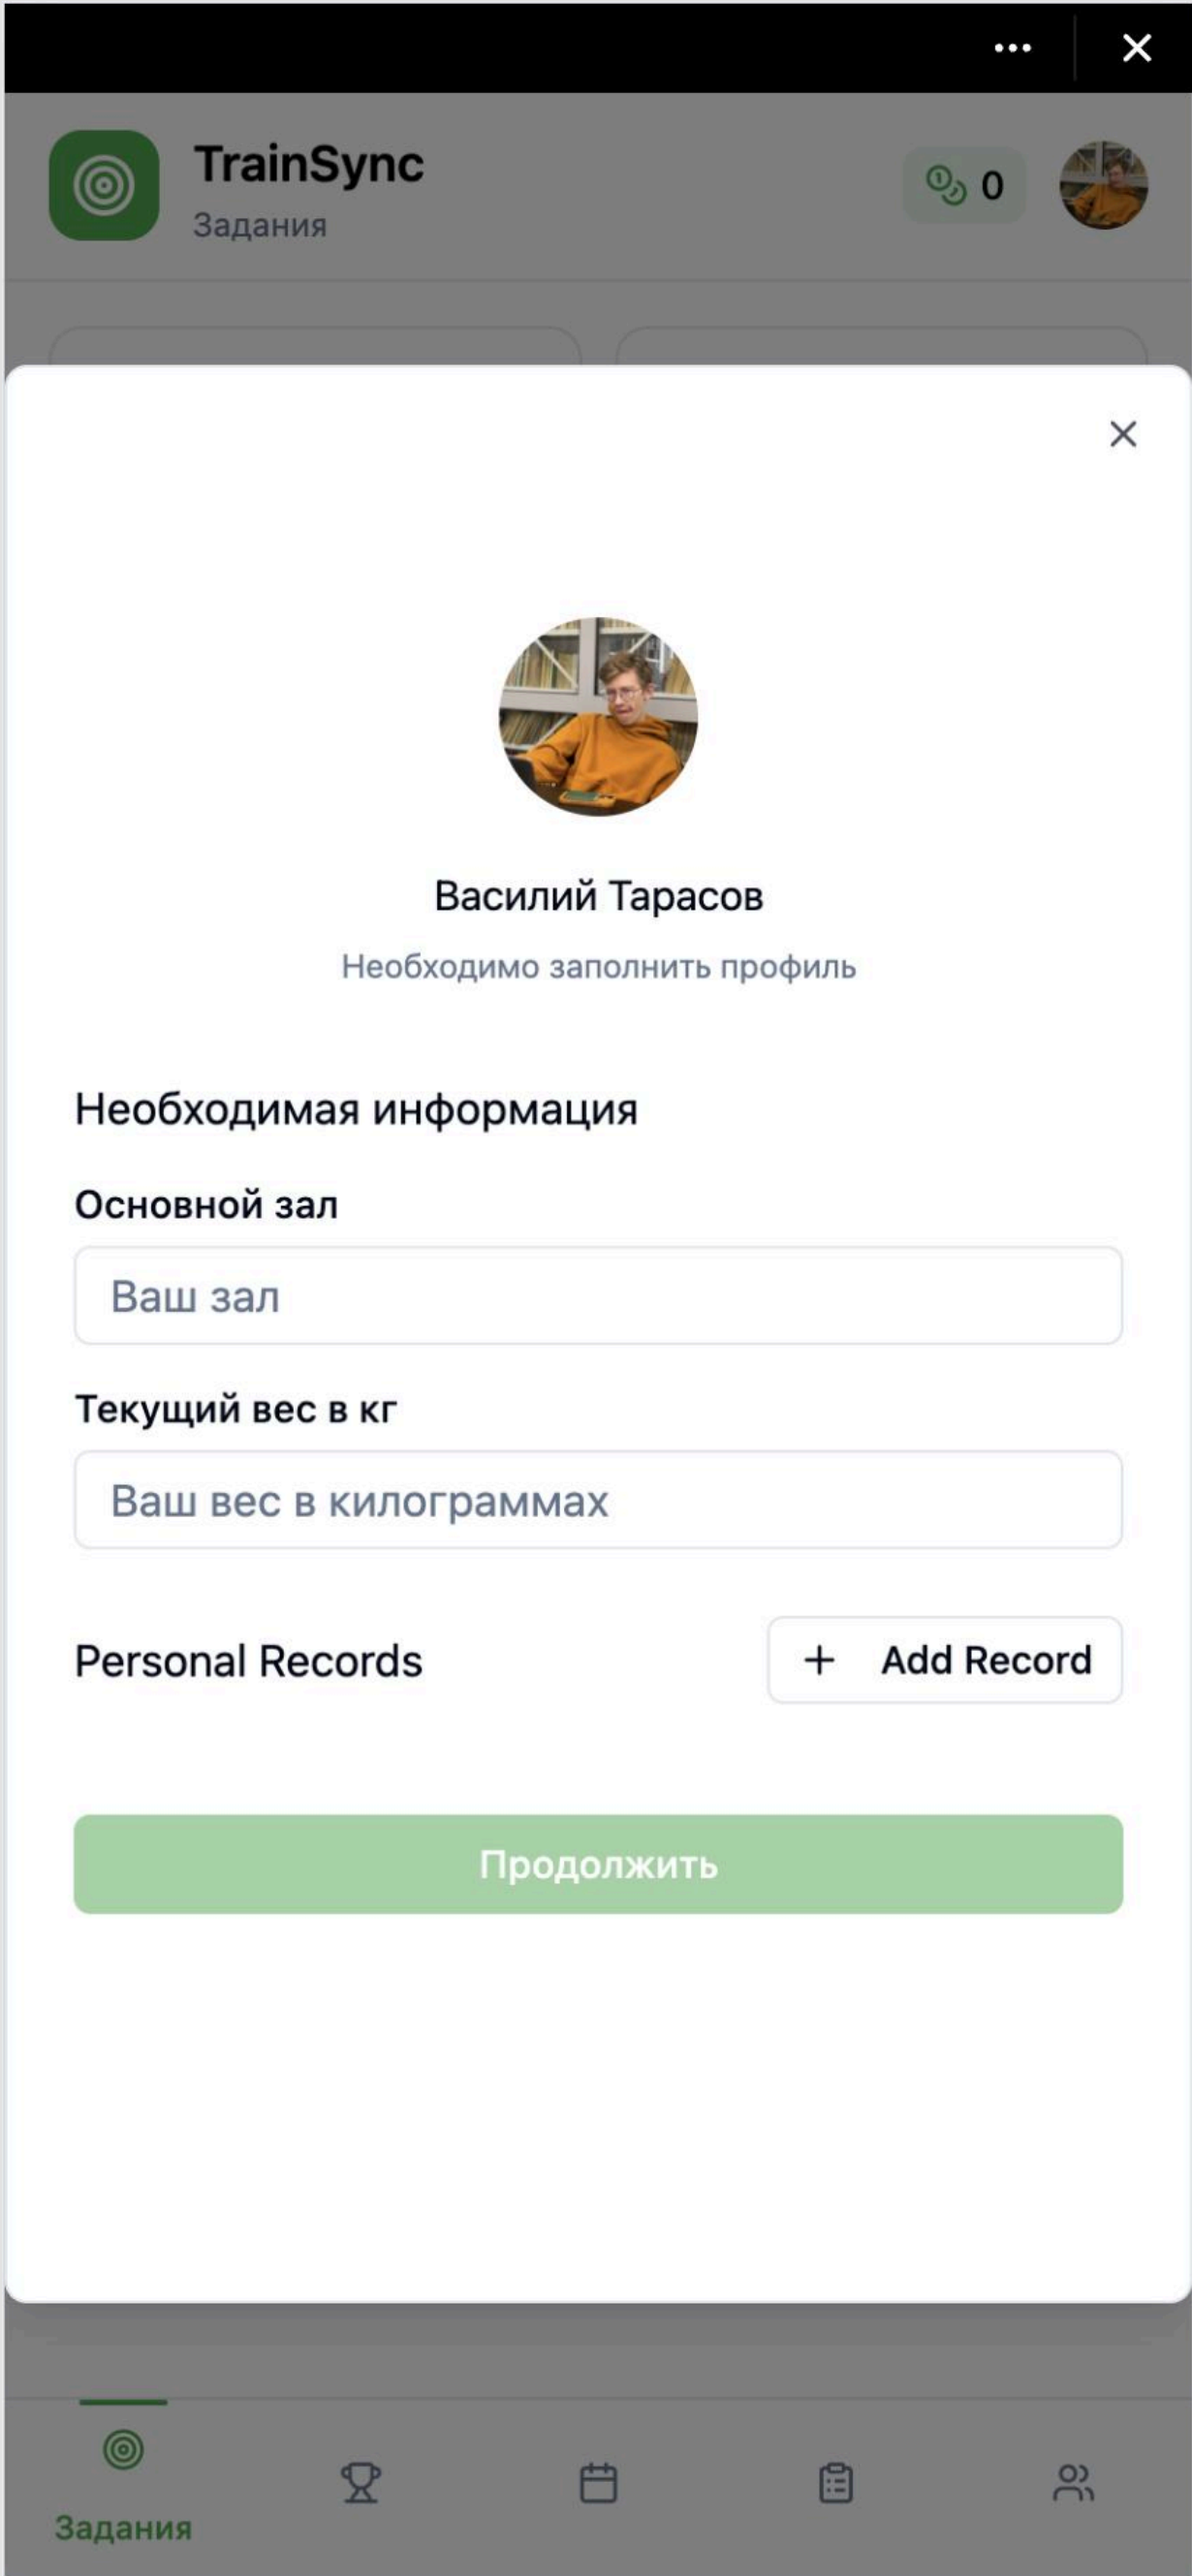 TrainSync
Задания
0
Василий Тарасов
Необходимо заполнить профиль
Необходимая информация
Основной зал
Ваш зал
Текущий вес в кг
Ваш вес в килограммах
Personal Records
+ Add Record
Продолжить
Задания